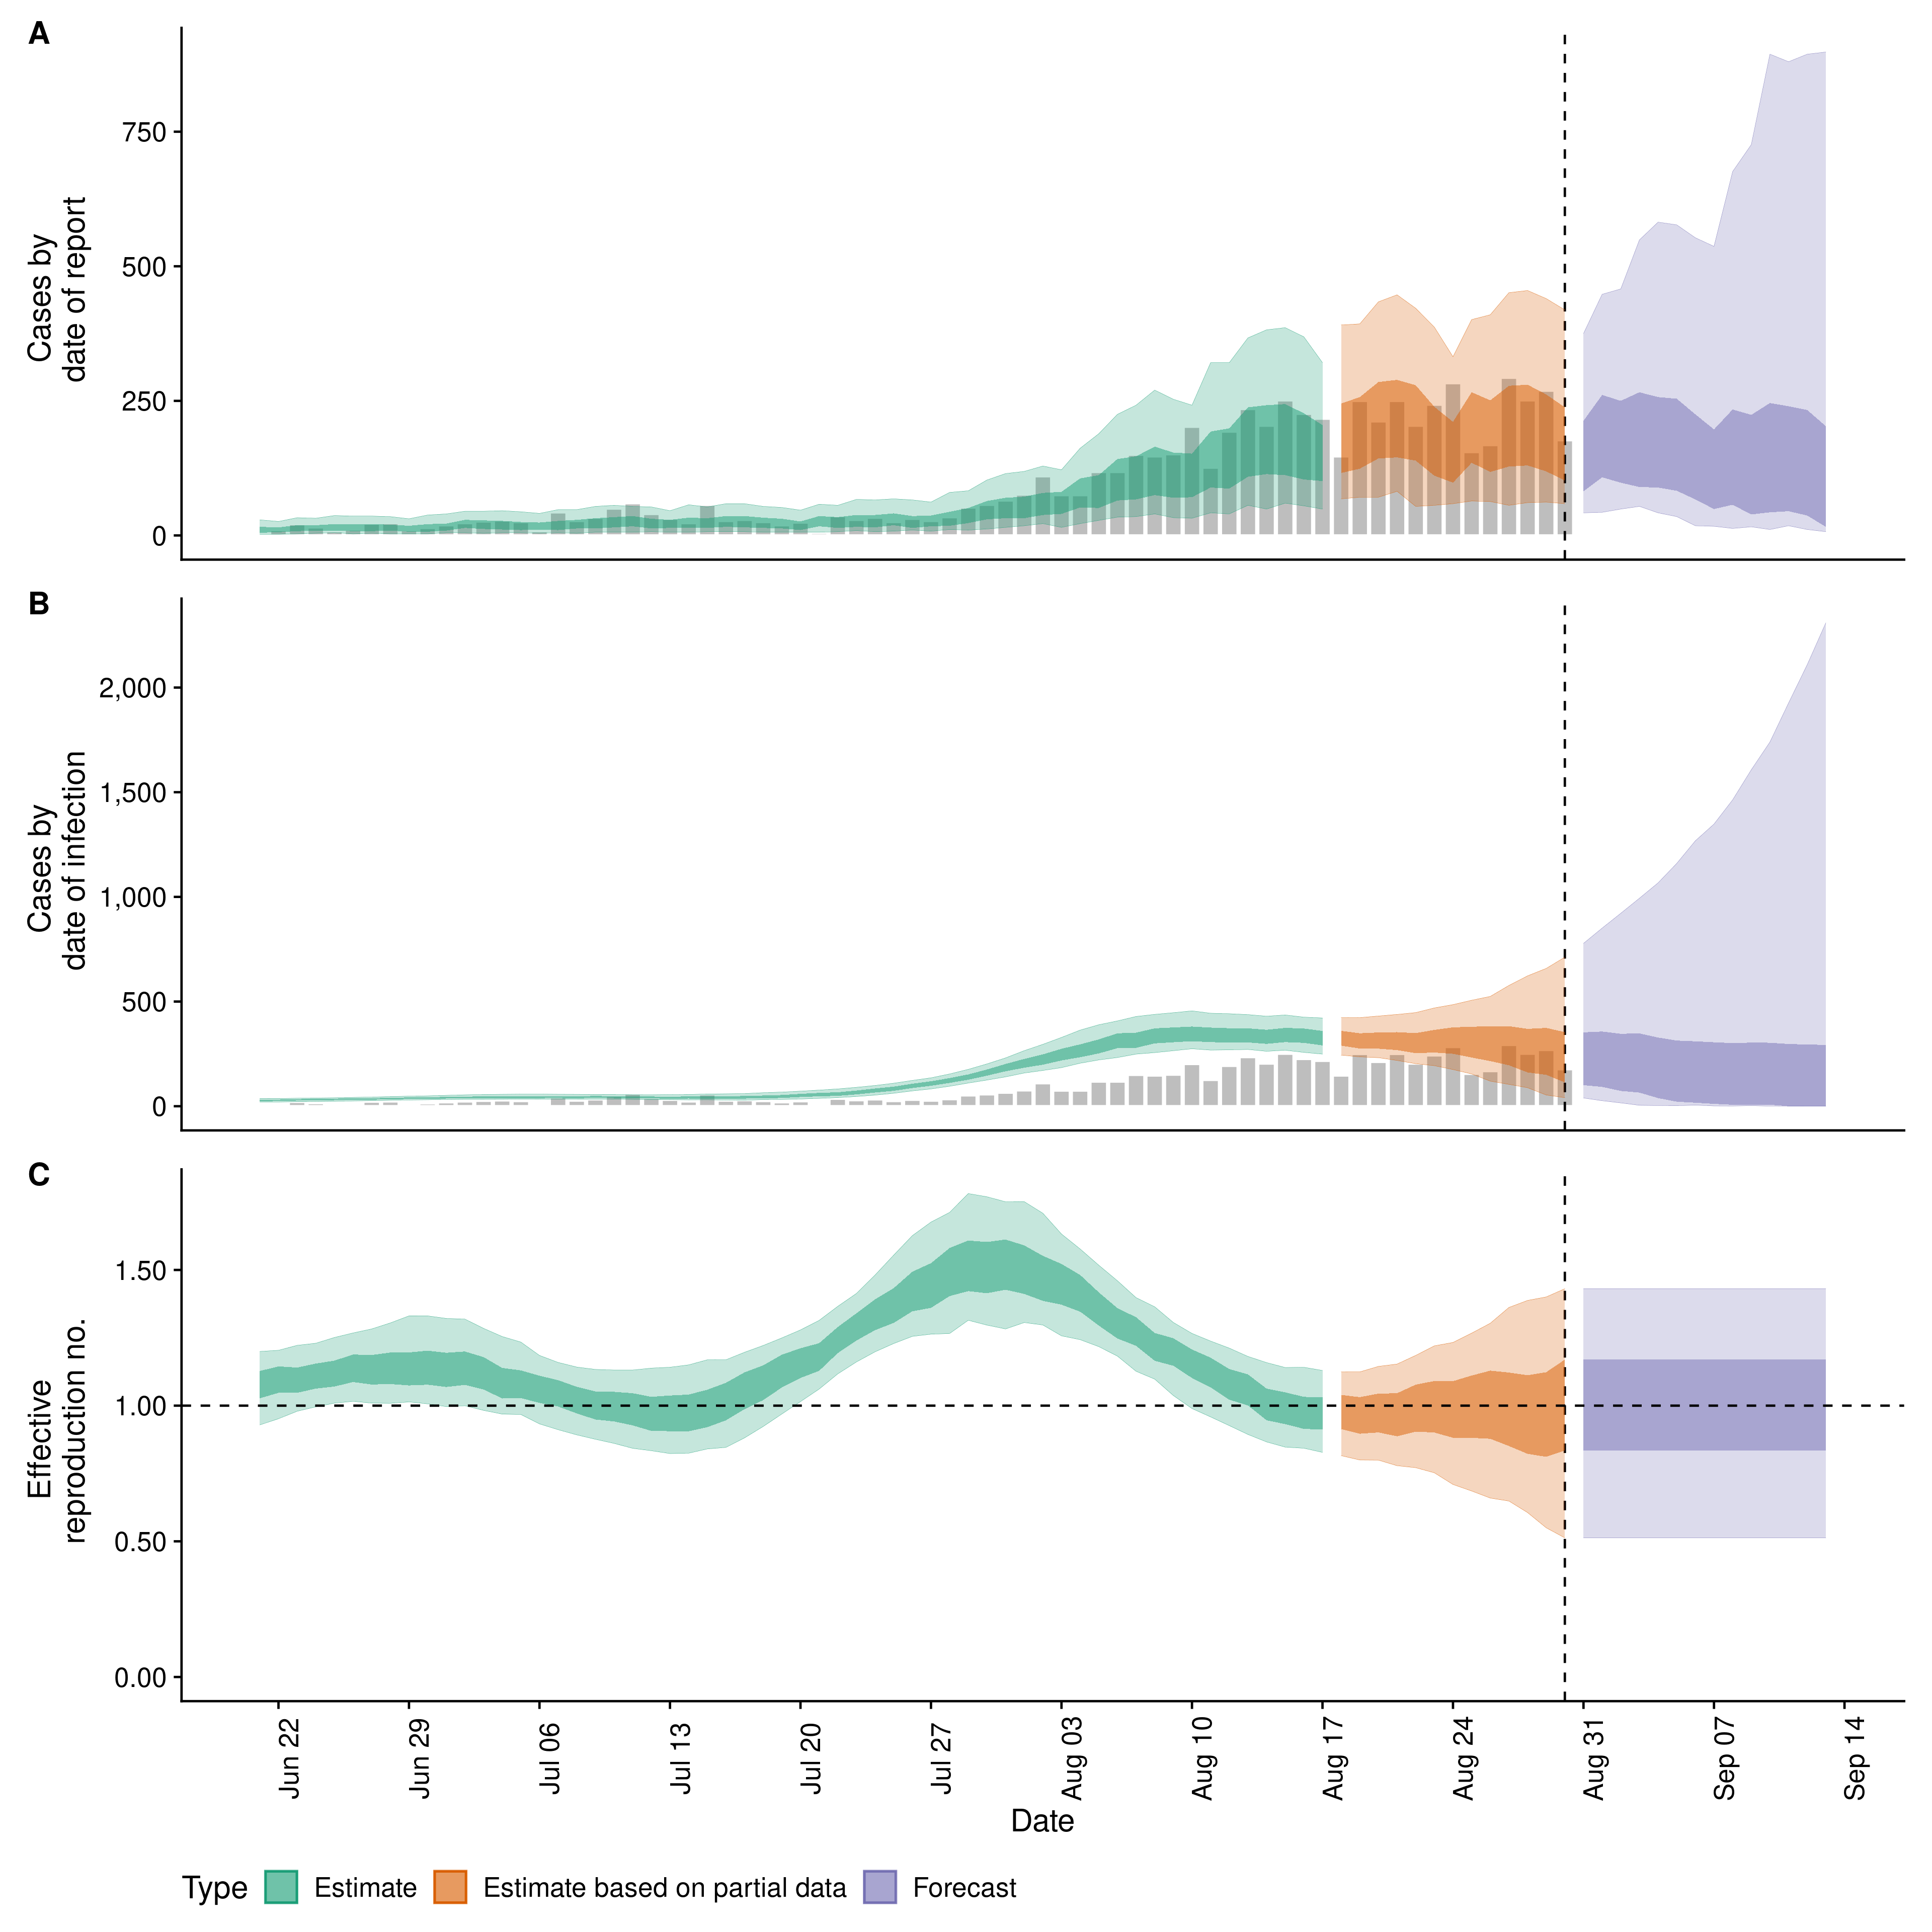 A
Cases by
date of report
750
500
250
0
B
Cases by
date of infection
2,000
1,500
1,000
500
0
C
Effective
reproduction no.
1.50
1.00
0.50
0.00
Jun 22
Jun 29
Jul 06
Jul 13
Jul 20
Jul 27
Aug 03
Aug 10
Aug 17
Aug 24
Aug 31
Sep 07
Sep 14
Date
Type Estimate Estimate based on partial data Forecast